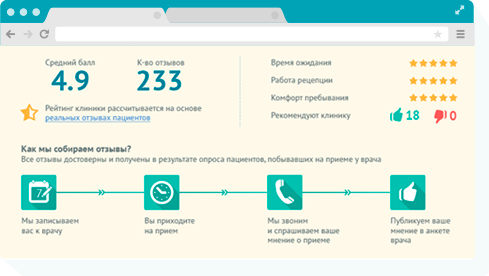 Средний балл
К-во отзывов
4.9
233
Рейтинг клиники рассчитывается на основе
реальных отзывах пациентов
Время ожидания
Работа рецепции
Комфорт пребывания
Рекомендуют клинику
18
0
Как мы собираем отзывы?
Все отзывы достоверны и получены в результате опроса пациентов, побывавших на приеме у врача
7
Мы записываем
вас к врачу
Вы приходите
на прием
Мы звоним
и спрашиваем ваше
мнение о приеме
Публикуем ваше
мнение в анкете
врача